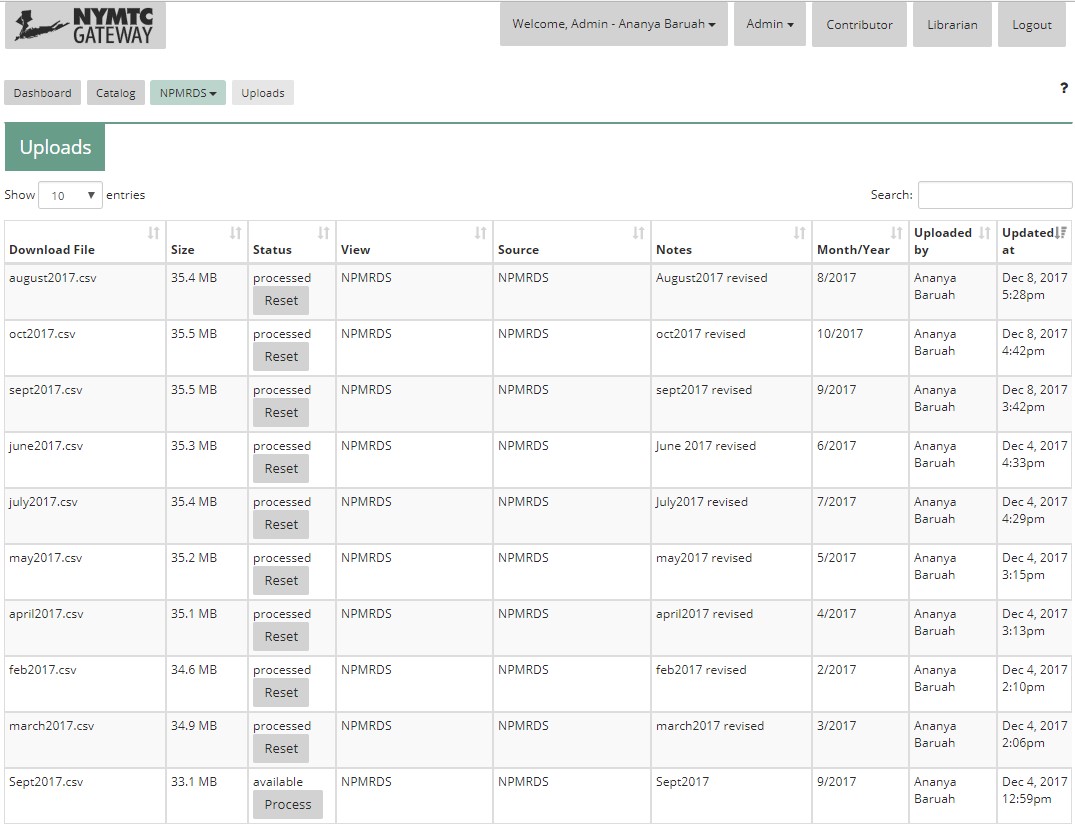 NYMTC
GATEWAY
Welcome, Admin - Ananya Baruah
Admin
Contributor
Librarian
Logout
Dashboard
Catalog
NPMRDS
Uploads
?
Uploads
Show 10 entries
Search:
Download File Size Status View Source Notes Month/Year Uploaded by Updated at
august2017.csv 35.4 MB processed NPMRDS NPMRDS August2017 revised 8/2017 Ananya Dec 8, 2017
Reset Baruah 5:28pm
oct2017.csv 35.5 MB processed NPMRDS NPMRDS oct2017 revised 10/2017 Ananya Dec 8, 2017
Reset Baruah 4:42pm
sept2017.csv 35.5 MB processed NPMRDS NPMRDS sept2017 revised 9/2017 Ananya Dec 8, 2017
Reset Baruah 3:42pm
june2017.csv 35.3 MB processed NPMRDS NPMRDS June 2017 revised 6/2017 Ananya Dec 4, 2017
Reset Baruah 4:33pm
july2017.csv 35.4 MB processed NPMRDS NPMRDS July2017 revised 7/2017 Ananya Dec 4, 2017
Reset Baruah 4:29pm
may2017.csv 35.2 MB processed NPMRDS NPMRDS may2017 revised 5/2017 Ananya Dec 4, 2017
Reset Baruah 3:15pm
april2017.csv 35.1 MB processed NPMRDS NPMRDS april2017 revised 4/2017 Ananya Dec 4, 2017
Reset Baruah 3:13pm
feb2017.csv 34.6 MB processed NPMRDS NPMRDS feb2017 revised 2/2017 Ananya Dec 4, 2017
Reset Baruah 2:10pm
march2017.csv 34.9 MB processed NPMRDS NPMRDS march2017 revised 3/2017 Ananya Dec 4, 2017
Reset Baruah 2:06pm
Sept2017.csv 33.1 MB available NPMRDS NPMRDS Sept2017 9/2017 Ananya Dec 4, 2017
Process Baruah 12:59pm